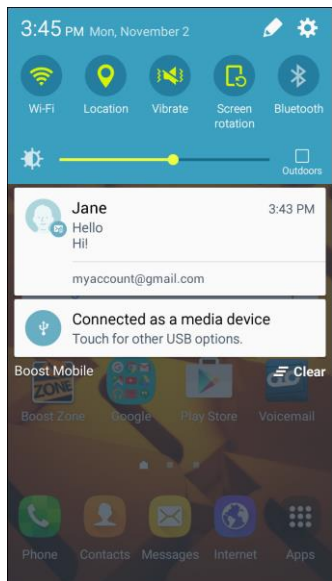 3:45 PM Mon, November 2
Wi-Fi Location Vibrate Screen rotation Bluetooth
Outdoors
Jane 3:43 PM
Hello
Hi!
myaccount@gmail.com
Connected as a media device
Touch for other USB options.
Boost Mobile Clear
ZONE
Boost Zone Google Play Store Voicemail
Phone Contacts Messages Internet Apps